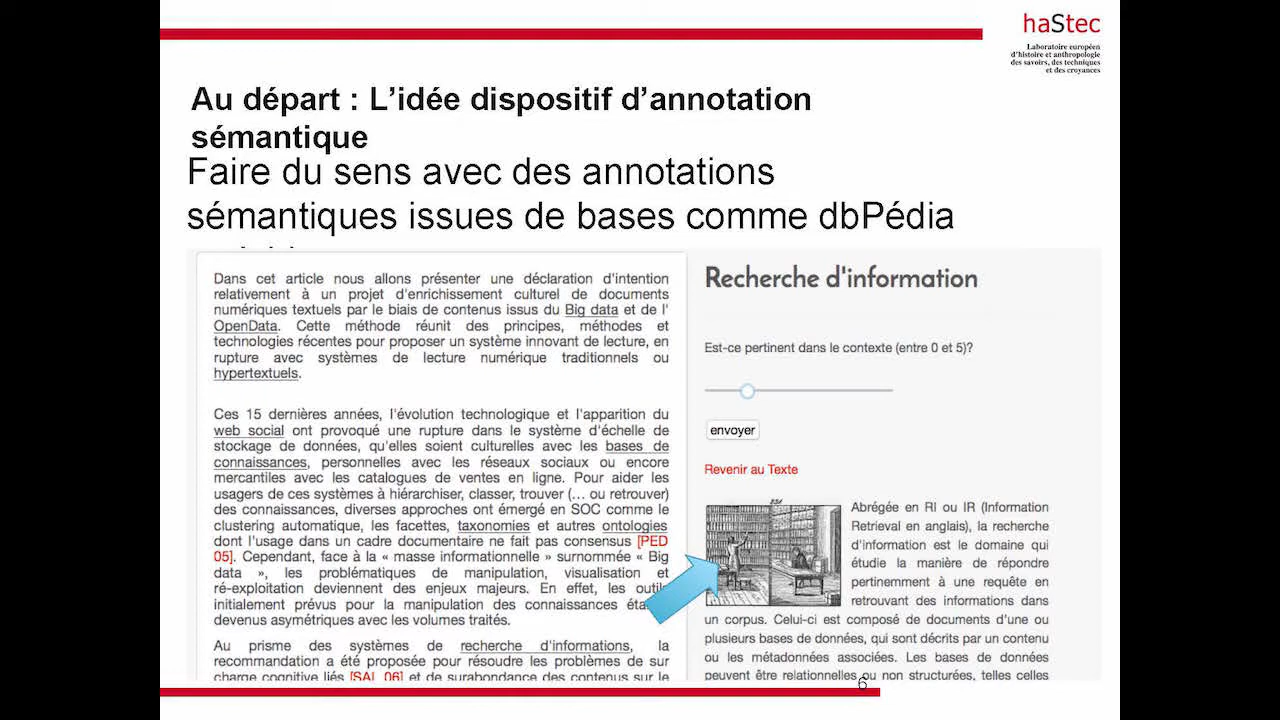 haStec
Laboratoire européen
d'histoire et anthropologie
des savoirs, des techniques
et des croyances
Au départ : L'idée dispositif d'annotation
sémantique
Faire du sens avec des annotations
sémantiques issues de bases comme dbPédia
Dans cet article nous allons présenter une déclaration d'intention
relativement à un projet d'enrichissement culturel de documents
numériques textuels par le biais de contenus issus du Big data et de l'
OpenData. Cette méthode réunit des principes, méthodes et
technologies récentes pour proposer un système innovant de lecture, en
rupture avec systèmes de lecture numérique traditionnels ou
hypertextuels.
Ces 15 dernières années, l'évolution technologique et l'apparition du
web social ont provoqué une rupture dans le système d'échelle de
stockage de données, qu'elles soient culturelles avec les bases de
connaissances, personnelles avec les réseaux sociaux ou encore
mercantiles avec les catalogues de ventes en ligne. Pour aider les
usagers de ces systèmes à hiérarchiser, classer, trouver (... ou retrouver)
des connaissances, diverses approches ont émergé en SOC comme le
clustering automatique, les facettes, taxonomies et autres ontologies
dont l'usage dans un cadre documentaire ne fait pas consensus [PED
05]. Cependant, face à la « masse informationnelle » surnommée « Big
data », les problématiques de manipulation, visualisation et
ré-exploitation deviennent des enjeux majeurs. En effet, les outils
initialement prévus pour la manipulation des connaissances
devenus asymétriques avec les volumes traités.
Au prisme des systèmes de recherche d'informations, la
recommandation a été proposée pour résoudre les problèmes de sur
charge cognitive liés [SAL 06] et de surabondance des contenus sur le
Recherche d'information
Est-ce pertinent dans le contexte (entre 0 et 5)?
envoyer
Revenir au Texte
Abrégée en RI ou IR (Information
Retrieval en anglais), la recherche
d'information est le domaine qui
étudie la manière de répondre
pertinemment à une requête en
retrouvant des informations dans
un corpus. Celui-ci est composé de documents d'une ou
plusieurs bases de données, qui sont décrits par un contenu
ou les métadonnées associées. Les bases de données
peuvent être relationnelles ou non structurées, telles celles
6